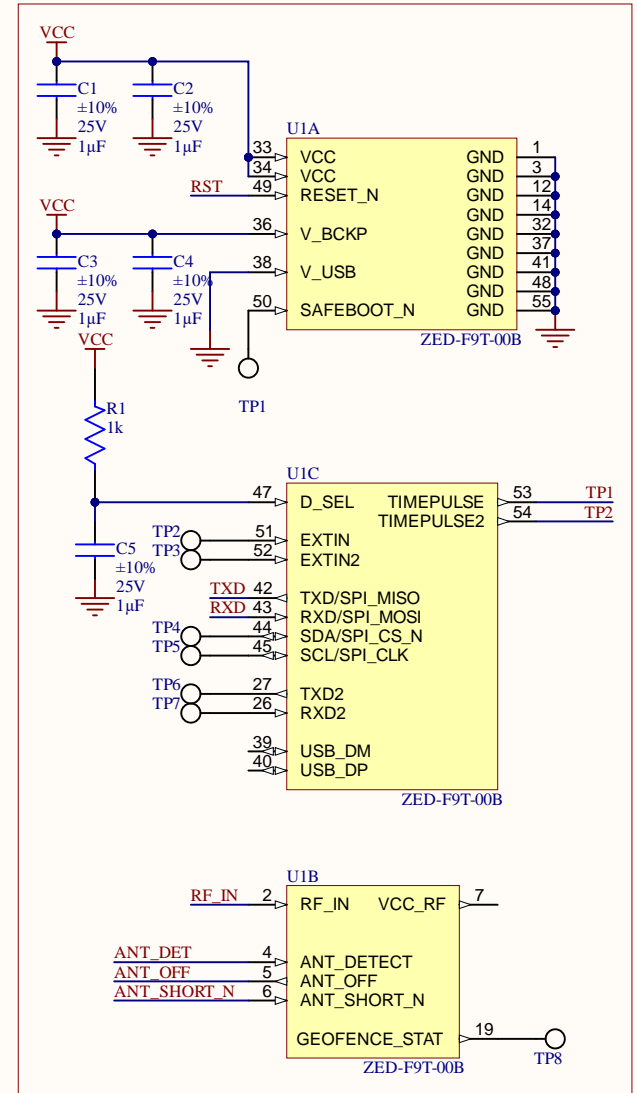 VCC
C1
±10%
25V
1µF
C2
±10%
25V
1µF
U1A
33 VCC GND 1
34 VCC GND 3
RST 49 RESET_N GND 12
GND 14
VCC
36 V_BCKP GND 32
GND 37
38 V_USB GND 41
GND 48
50 SAFEBOOT_N GND 55
C3
±10%
25V
1µF
C4
±10%
25V
1µF
ZED-F9T-00B
TP1
VCC
R1
1k
U1C
47 D_SEL TIMEPULSE 53 TP1
TIMEPULSE2 54 TP2
TP2 51 EXTIN
TP3 52 EXTIN2
C5
±10%
25V
1µF
TXD 42 TXD/SPI_MISO
RXD 43 RXD/SPI_MOSI
TP4 44 SDA/SPI_CS_N
TP5 45 SCL/SPI_CLK
TP6 27 TXD2
TP7 26 RXD2
39 USB_DM
40 USB_DP
ZED-F9T-00B
U1B
RF_IN 2 RF_IN VCC_RF 7
ANT_DET 4 ANT_DETECT
ANT_OFF 5 ANT_OFF
ANT_SHORT_N 6 ANT_SHORT_N
GEOFENCE_STAT 19
TP8
ZED-F9T-00B